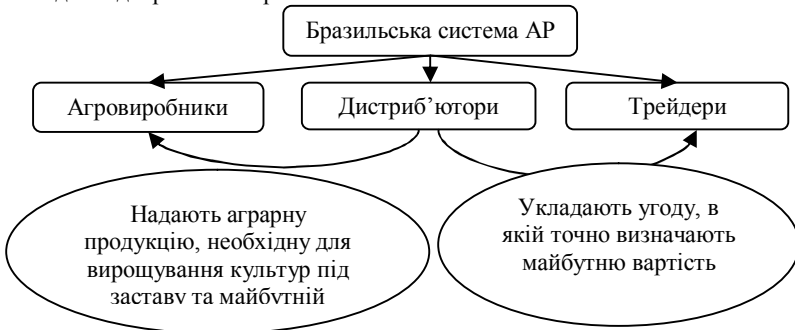 Бразильська система АР
Агровиробники
Дистриб’ютори
Трейдери
Надають аграрну
продукцію, необхідну для
вирощування культур під
заставу та майбутній
Укладають угоду, в
якій точно визначають
майбутню вартість